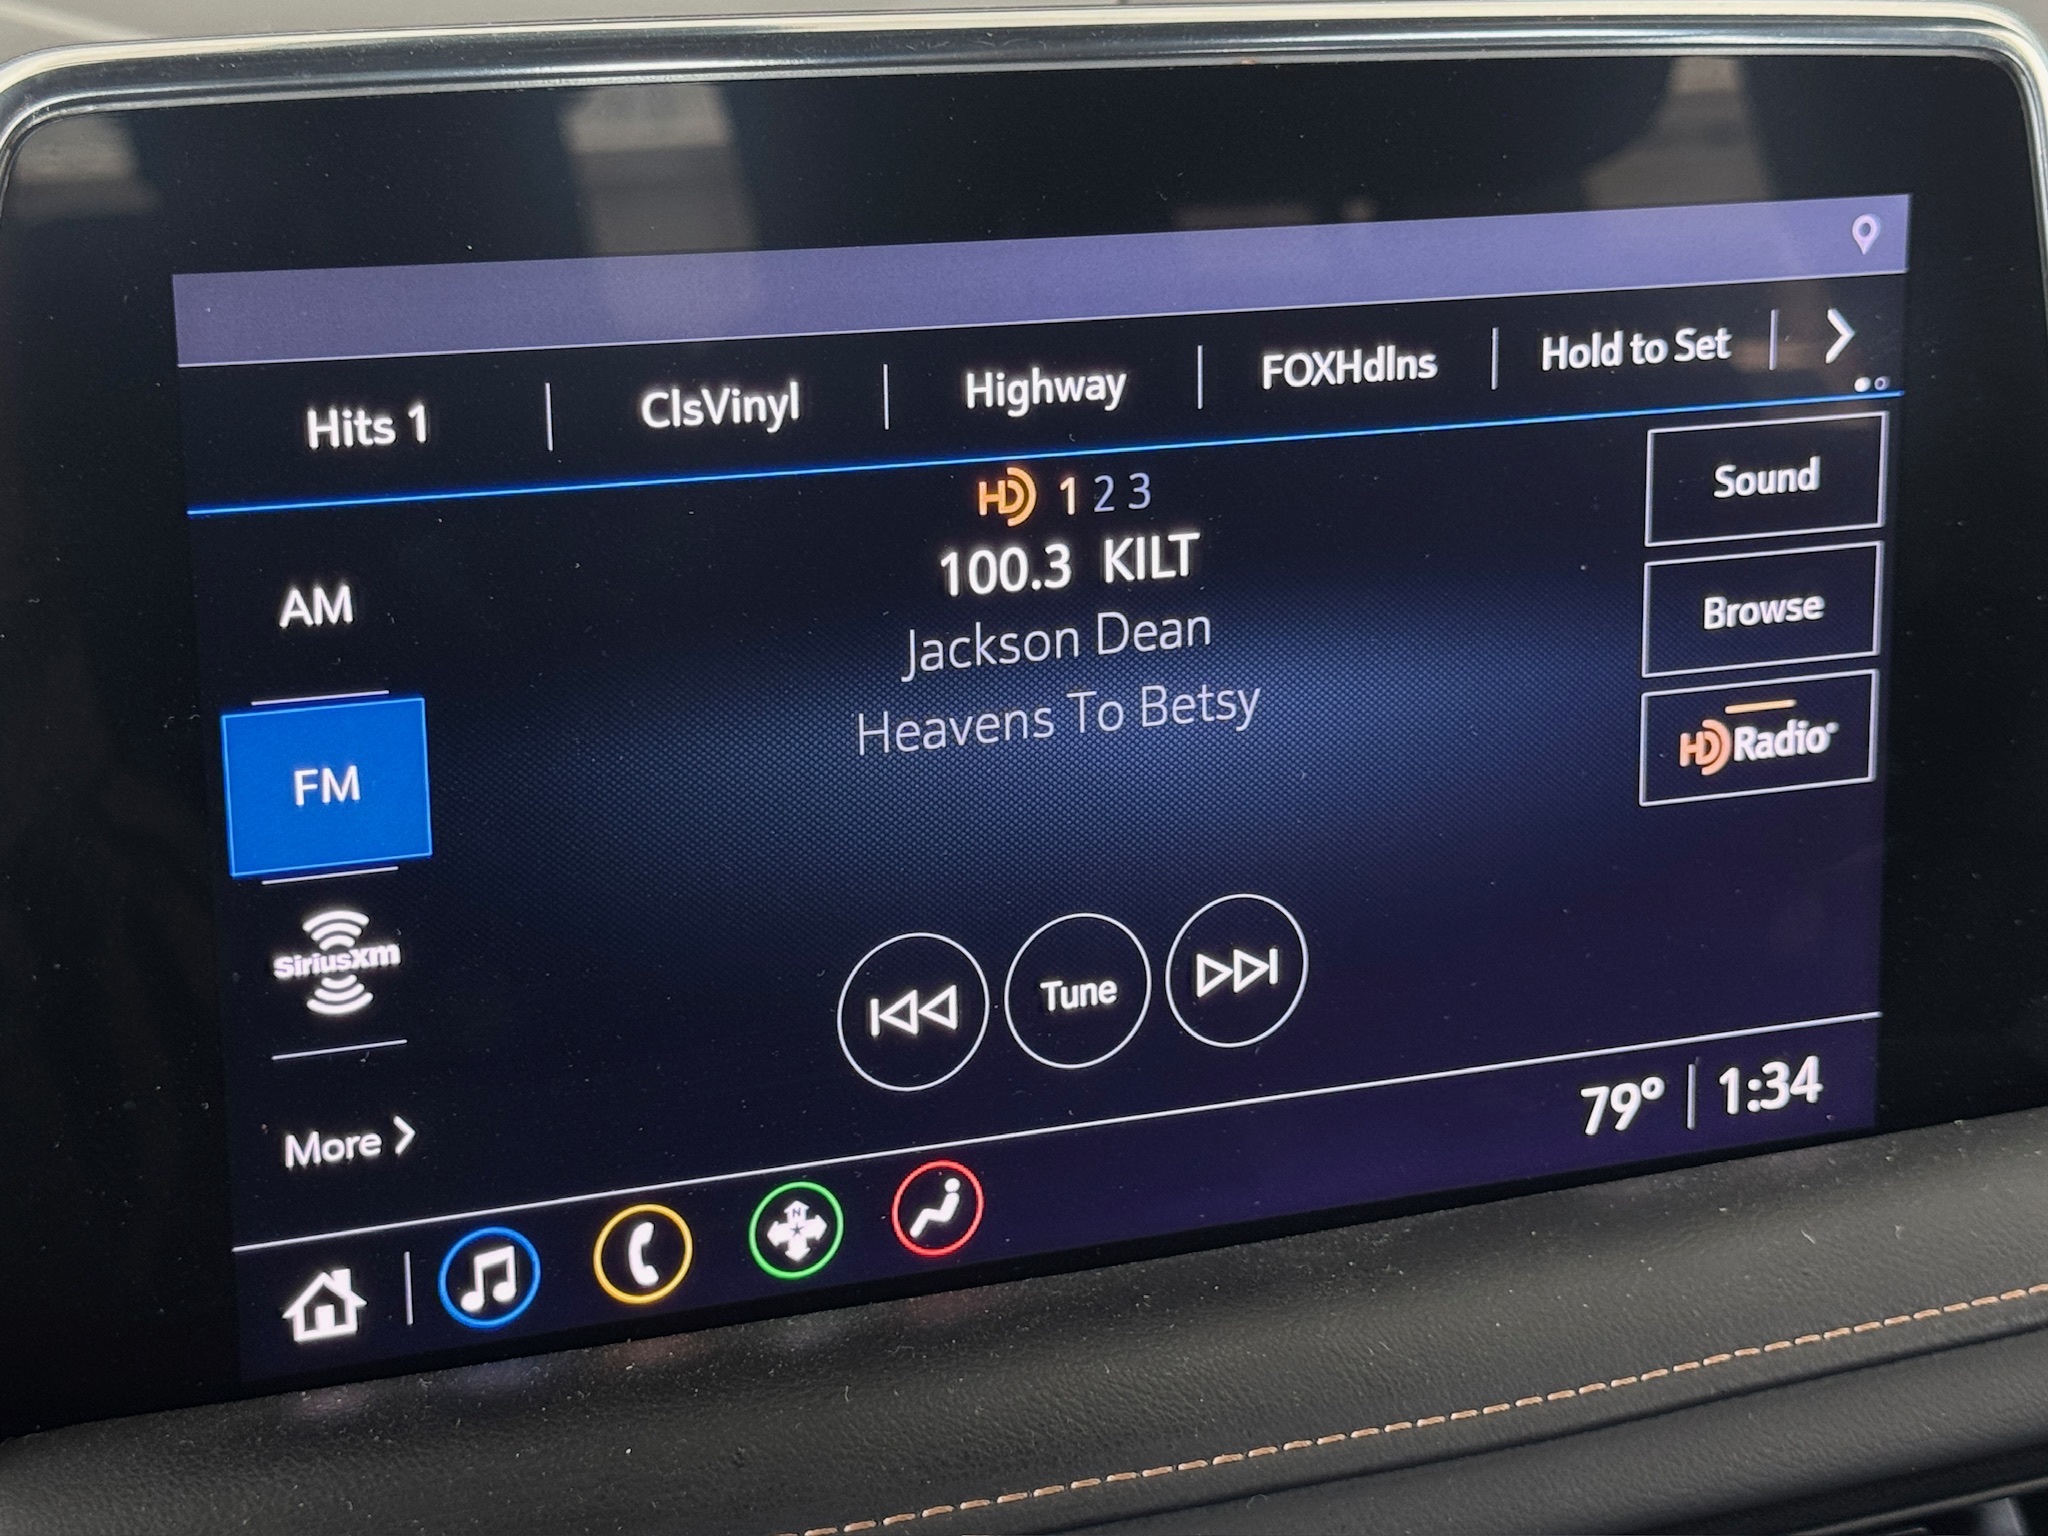 Hits 1
ClsVinyl
Highway
FOXHdlns
Hold to Set
HD 1 2 3
100.3 KILT
Jackson Dean
Heavens To Betsy
Sound
Browse
HD Radio
AM
FM
SiriusXM
More
Tune
79° 1:34
N